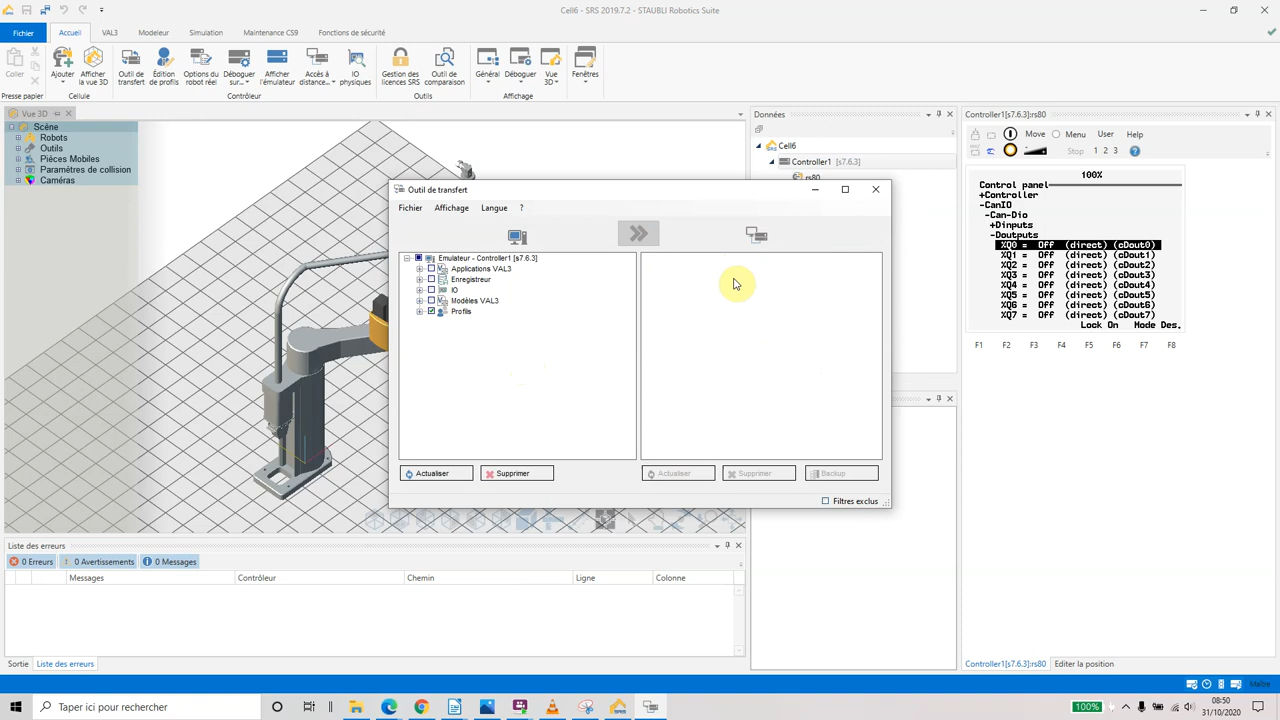 Cell6 - SRS 2019.7.2 - STAUBLI Robotics Suite
Fichier Accueil VAL3 Modeleur Simulation Maintenance CS9 Fonctions de sécurité
Coller
Ajouter
Afficher la vue 3D
Outil de transfert
Édition de profils
Options du robot réel
Déboguer sur...
Afficher l'émulateur
Accès à distance...
IO physiques
Gestion des licences SRS
Outil de comparaison
Général
Déboguer
Vue 3D
Fenêtres
Presse papier Cellule Contrôleur Outils Affichage
Vue 3D
Scène
Robots
Outils
Pièces Mobiles
Paramètres de collision
Caméras
Données
Cell6
Controller1 [s7.6.3]
rs80
Outil de transfert
Fichier Affichage Langue ?
Emulateur - Controller1 [s7.6.3]
Applications VAL3
Enregistreur
IO
Modèles VAL3
Profils
Actualiser Supprimer Actualiser Supprimer Backup
Filtres exclus
Controller1[s7.6.3]:rs80
Move Menu User Help
Stop 1 2 3
100%
Control panel
+Controller
-CanIO
-Can-Dio
+Dinputs
-Doutputs
%Q0 = Off (direct) (cDout0)
%Q1 = Off (direct) (cDout1)
%Q2 = Off (direct) (cDout2)
%Q3 = Off (direct) (cDout3)
%Q4 = Off (direct) (cDout4)
%Q5 = Off (direct) (cDout5)
%Q6 = Off (direct) (cDout6)
%Q7 = Off (direct) (cDout7)
Lock On Mode Des.
F1 F2 F3 F4 F5 F6 F7 F8
Liste des erreurs
0 Erreurs 0 Avertissements 0 Messages
Messages Contrôleur Chemin Ligne Colonne
Sortie Liste des erreurs
Controller1[s7.6.3]:rs80 Editer la position
Maître
Taper ici pour rechercher
100%
08:50
31/10/2020